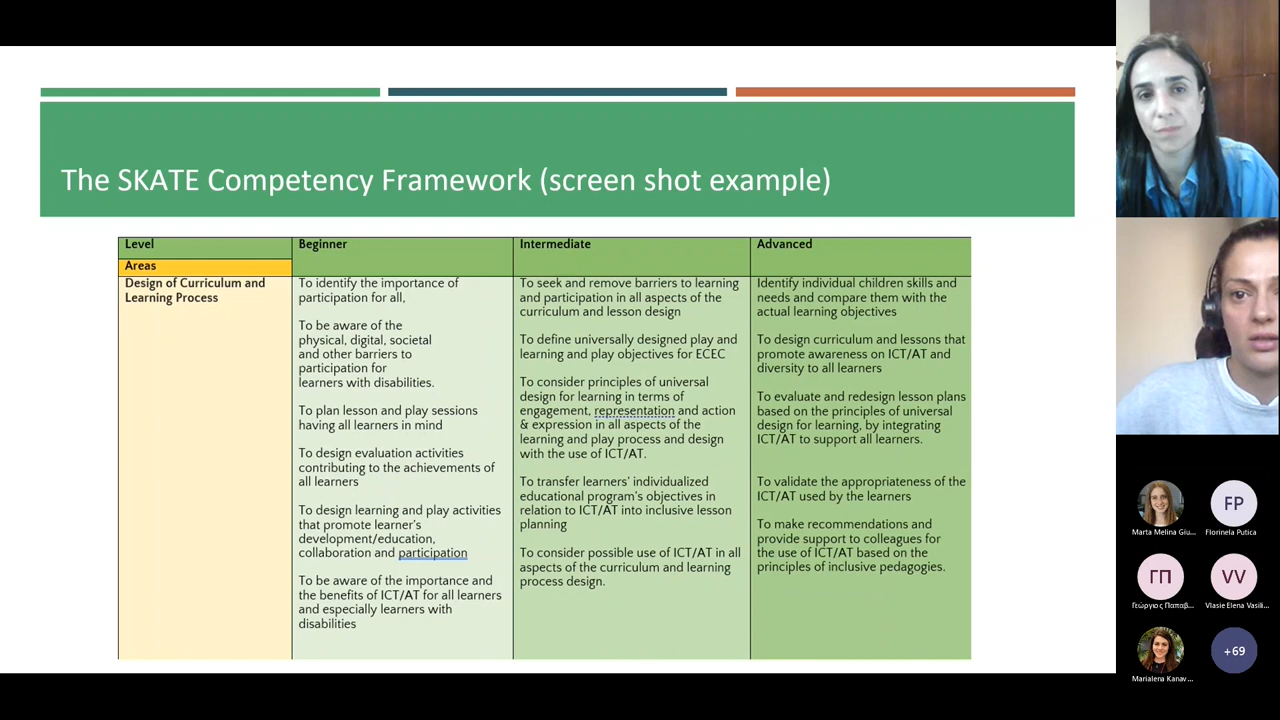 The SKATE Competency Framework (screen shot example)
Level
Beginner
Intermediate
Advanced
Areas
Design of Curriculum and
Learning Process
To identify the importance of
participation for all,
To be aware of the
physical, digital, societal
and other barriers to
participation for
learners with disabilities.
To plan lesson and play sessions
having all learners in mind
To design evaluation activities
contributing to the achievements of
all learners
To design learning and play activities
that promote learner's
development/education,
collaboration and participation
To be aware of the importance and
the benefits of ICT/AT for all learners
and especially learners with
disabilities
To seek and remove barriers to learning
and participation in all aspects of the
curriculum and lesson design
To define universally designed play and
learning and play objectives for ECEC
To consider principles of universal
design for learning in terms of
engagement, representation and action
& expression in all aspects of the
learning and play process and design
with the use of ICT/AT.
To transfer learners' individualized
educational program's objectives in
relation to ICT/AT into inclusive lesson
planning
To consider possible use of ICT/AT in all
aspects of the curriculum and learning
process design.
Identify individual children skills and
needs and compare them with the
actual learning objectives
To design curriculum and lessons that
promote awareness on ICT/AT and
diversity to all learners
To evaluate and redesign lesson plans
based on the principles of universal
design for learning, by integrating
ICT/AT to support all learners.
To validate the appropriateness of the
ICT/AT used by the learners
To make recommendations and
provide support to colleagues for
the use of ICT/AT based on the
principles of inclusive pedagogies.
FP
Marta Melina Giu...
Florinela Putica
ΓΠ
VV
Γεώργιος Παπαβ...
Vlasie Elena Vasili...
+69
Marialena Kanav...